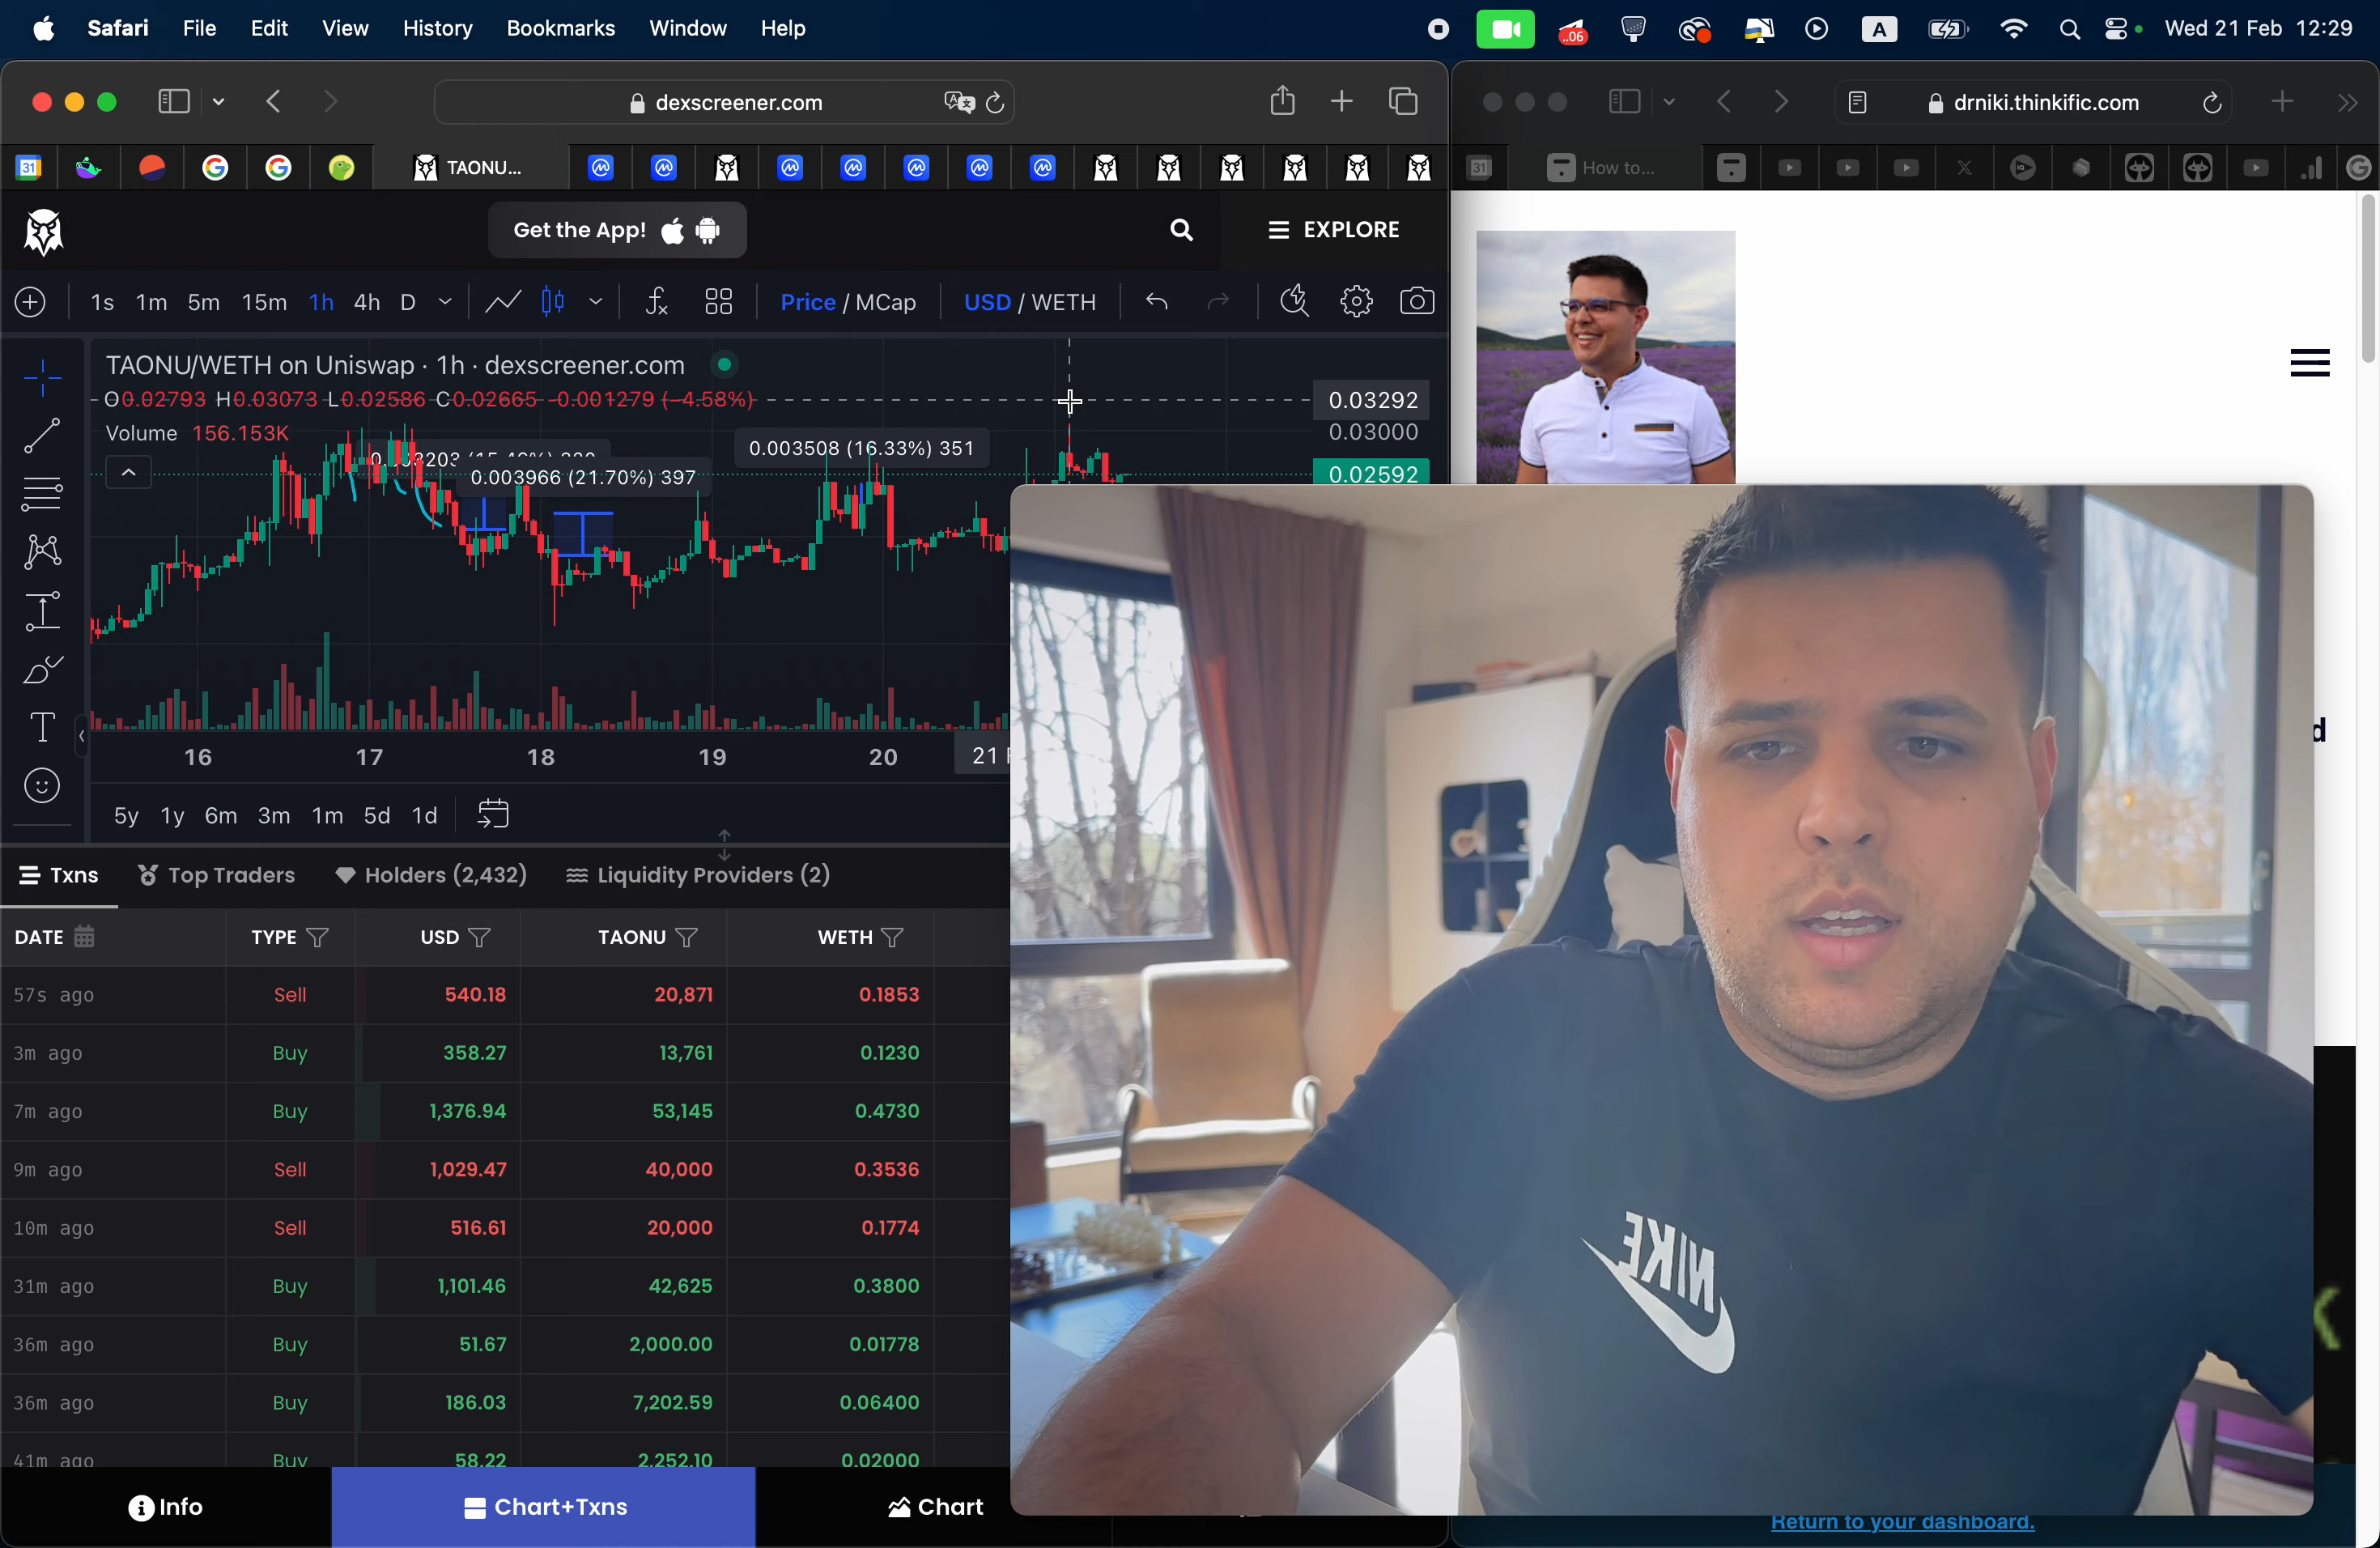 Safari File Edit View History Bookmarks Window Help
..06 A Wed 21 Feb 12:29
dexscreener.com
31 TAONU...
Get the App! EXPLORE
1s 1m 5m 15m 1h 4h D Price / MCap USD / WETH
TAONU/WETH on Uniswap · 1h · dexscreener.com
O0.02793 H0.03073 L0.02586 C0.02665 -0.001279 (-4.58%)
Volume 156.153K
0.003966 (21.70%) 397
0.003508 (16.33%) 351
0.03292
0.03000
0.02592
16 17 18 19 20 21
5y 1y 6m 3m 1m 5d 1d
Txns Top Traders Holders (2,432) Liquidity Providers (2)
DATE TYPE USD TAONU WETH
57s ago Sell 540.18 20,871 0.1853
3m ago Buy 358.27 13,761 0.1230
7m ago Buy 1,376.94 53,145 0.4730
9m ago Sell 1,029.47 40,000 0.3536
10m ago Sell 516.61 20,000 0.1774
31m ago Buy 1,101.46 42,625 0.3800
36m ago Buy 51.67 2,000.00 0.01778
36m ago Buy 186.03 7,202.59 0.06400
41m ago Buy 58.22 2,252.10 0.02000
Info Chart+Txns Chart
drniki.thinkific.com
31 How to...
d
NIKE
Return to your dashboard.